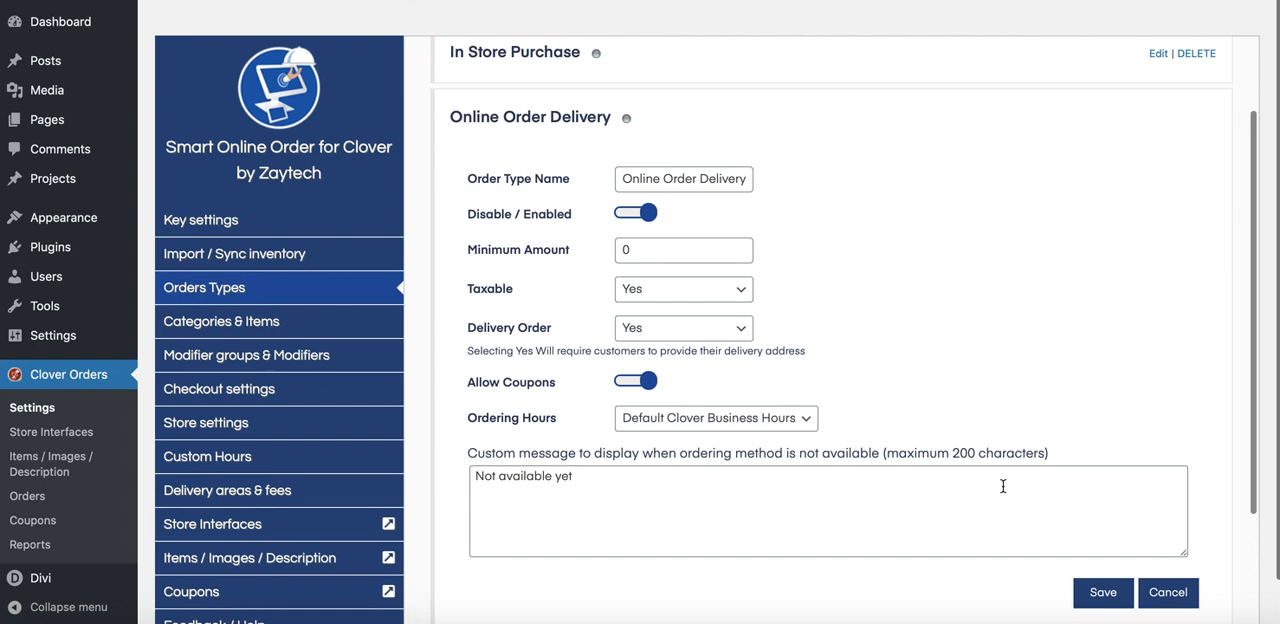 Dashboard
Posts
Media
Pages
Comments
Projects
Appearance
Plugins
Users
Tools
Settings
Clover Orders
Settings
Store Interfaces
Items / Images /
Description
Orders
Coupons
Reports
Divi
Collapse menu
Smart Online Order for Clover
by Zaytech
Key settings
Import / Sync inventory
Orders Types
Categories & Items
Modifier groups & Modifiers
Checkout settings
Store settings
Custom Hours
Delivery areas & fees
Store Interfaces
Items / Images / Description
Coupons
Feedback / Help
In Store Purchase
Edit | DELETE
Online Order Delivery
Order Type Name Online Order Delivery
Disable / Enabled
Minimum Amount 0
Taxable Yes
Delivery Order Yes
Selecting Yes Will require customers to provide their delivery address
Allow Coupons
Ordering Hours Default Clover Business Hours
Custom message to display when ordering method is not available (maximum 200 characters)
Not available yet
Save Cancel